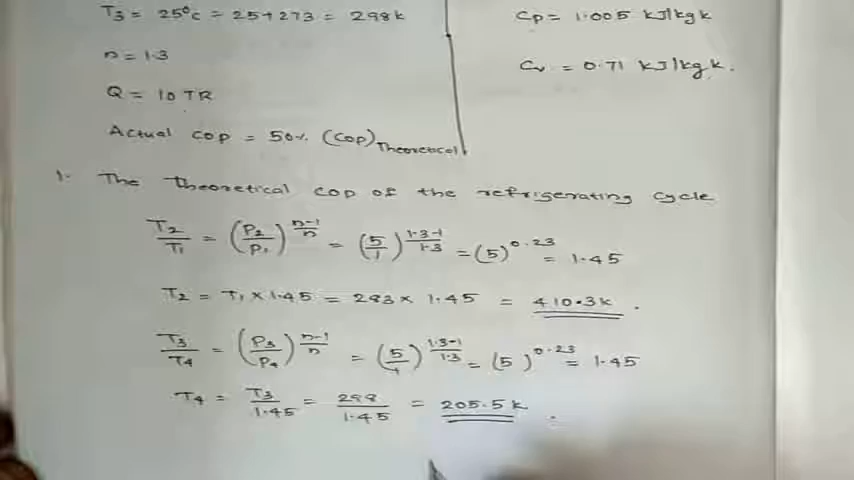 T3 = 25°C = 25+273 = 298k
n = 1.3
Q = 10 TR
Actual COP = 50% (COP)Theoretical
Cp = 1.005 KJ/kg k
Cv = 0.71 KJ/kg k.
1. The theoretical COP of the refrigerating cycle
T2/T1 = (P2/P1)^(n-1/n) = (5/1)^(1.3-1/1.3) = (5)^0.23 = 1.45
T2 = T1 × 1.45 = 283 × 1.45 = 410.3k .
T3/T4 = (P3/P4)^(n-1/n) = (5/1)^(1.3-1/1.3) = (5)^0.23 = 1.45
T4 = T3/1.45 = 298/1.45 = 205.5k .